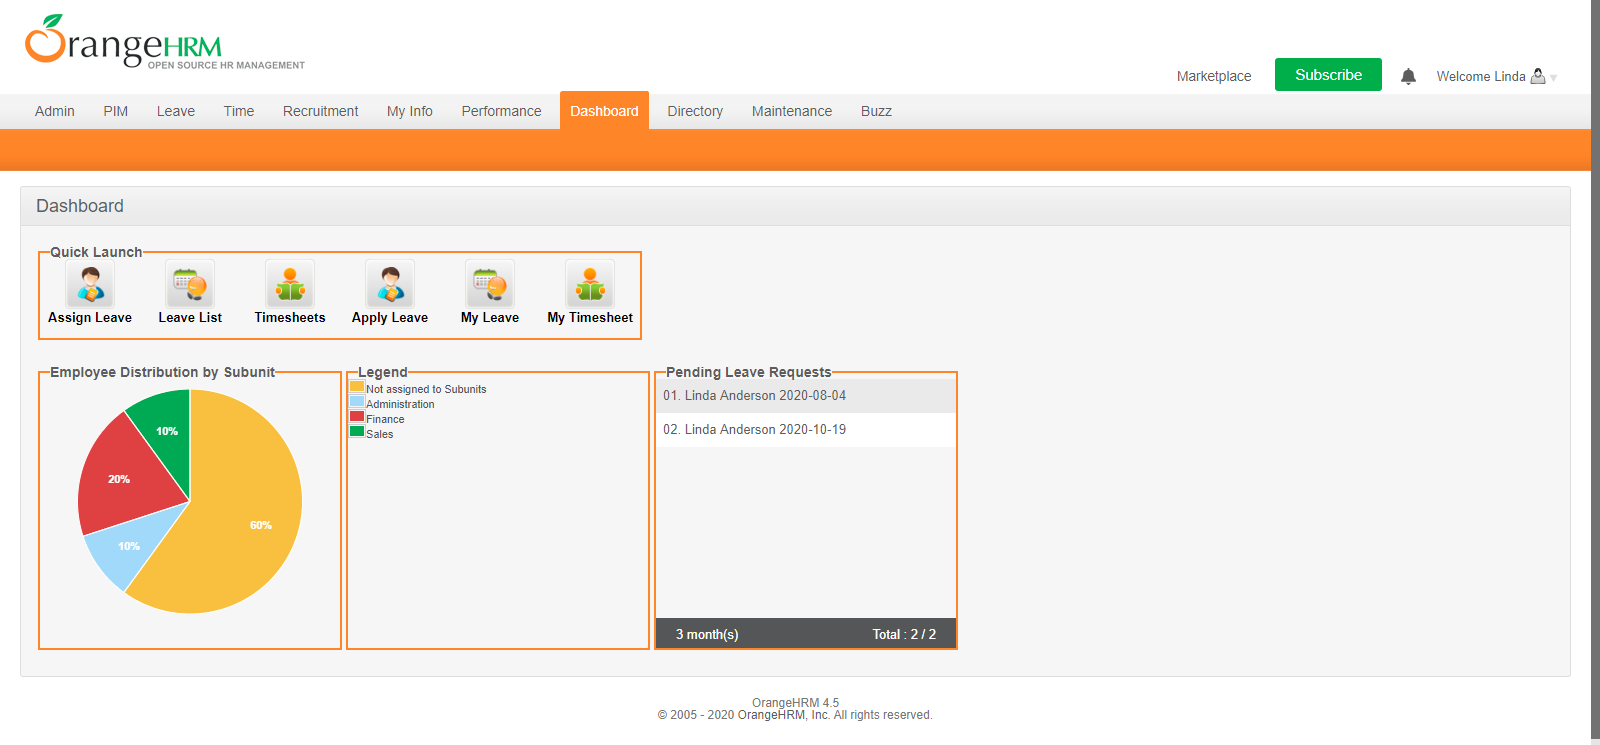 OrangeHRM
OPEN SOURCE HR MANAGEMENT
Marketplace
Subscribe
Welcome Linda
Admin PIM Leave Time Recruitment My Info Performance Dashboard Directory Maintenance Buzz
Dashboard
Quick Launch
Assign Leave Leave List Timesheets Apply Leave My Leave My Timesheet
Employee Distribution by Subunit
10%
20%
60%
10%
Legend
Not assigned to Subunits
Administration
Finance
Sales
Pending Leave Requests
01. Linda Anderson 2020-08-04
02. Linda Anderson 2020-10-19
3 month(s) Total : 2 / 2
OrangeHRM 4.5
© 2005 - 2020 OrangeHRM, Inc. All rights reserved.